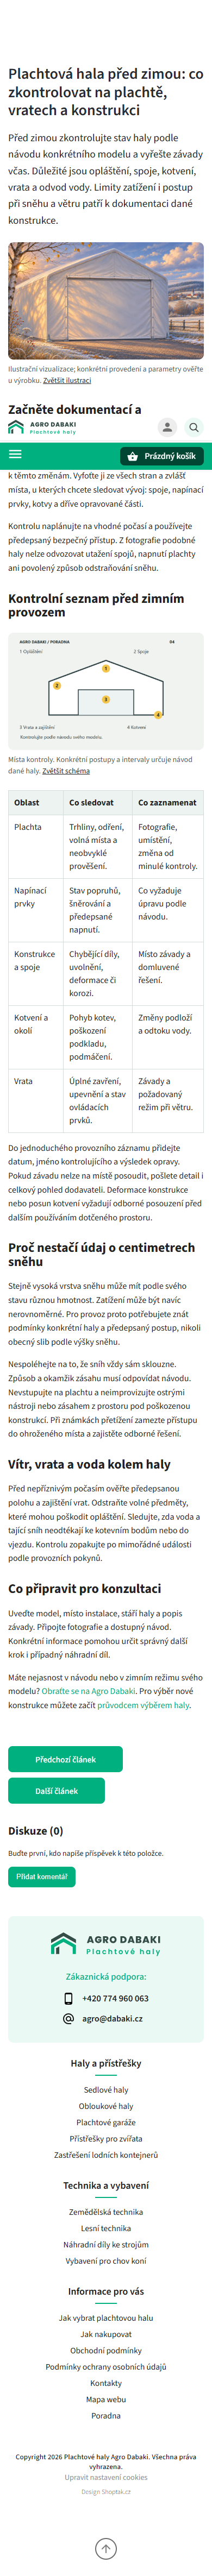 Plachtová hala před zimou: co
zkontrolovat na plachtě,
vratech a konstrukci
Před zimou zkontrolujte stav haly podle
návodu konkrétního modelu a vyřešte závady
včas. Důležité jsou opláštění, spoje, kotvení,
vrata a odvod vody. Limity zatížení i postup
při sněhu a větru patří k dokumentaci dané
konstrukce.
Ilustrační vizualizace; konkrétní provedení a parametry ověřte
u výrobku. Zvětšit ilustraci
Začněte dokumentací a
AGRO DABAKI
Plachtové haly
Prázdný košík
k těmto změnám. Vyfoťte ji ze všech stran a zvlášť
místa, u kterých chcete sledovat vývoj: spoje, napínací
prvky, kotvy a dříve opravované části.
Kontrolu naplánujte na vhodné počasí a používejte
předepsaný bezpečný přístup. Z fotografie podobné
haly nelze odvozovat utažení spojů, napnutí plachty
ani povolený způsob odstraňování sněhu.
Kontrolní seznam před zimním
provozem
AGRO DABAKI / PORADNA
04
1 Opláštění
2 Spoje
1
2
3
4
3 Vrata a zavětrování
4 Kotvení
Kontrolujte podle návodu svého modelu.
Místa kontroly. Konkrétní postupy a intervaly určuje návod
dané haly. Zvětšit schéma
Oblast Co sledovat Co zaznamenat
Plachta Trhliny, odření, volná místa a neobvyklé prověšení. Fotografie, umístění, změna od minulé kontroly.
Napínací prvky Stav popruhů, šněrování a předepsané napnutí. Co vyžaduje úpravu podle návodu.
Konstrukce a spoje Chybějící díly, uvolnění, deformace či korozi. Místo závady a domluvené řešení.
Kotvení a okolí Pohyb kotev, poškození podkladu, podmáčení. Změny podloží a odtoku vody.
Vrata Úplné zavření, upevnění a stav ovládacích prvků. Závady a požadovaný režim při větru.
Do jednoduchého provozního záznamu přidejte
datum, jméno kontrolujícího a výsledek opravy.
Pokud závadu nelze na místě posoudit, pošlete detail i
celkový pohled dodavateli. Deformace konstrukce
nebo posun kotvení vyžadují odborné posouzení před
dalším používáním dotčeného prostoru.
Proč nestačí údaj o centimetrech
sněhu
Stejně vysoká vrstva sněhu může mít podle svého
stavu různou hmotnost. Zatížení může být navíc
nerovnoměrné. Pro provoz proto potřebujete znát
podmínky konkrétní haly a předepsaný postup, nikoli
obecný slib podle výšky sněhu.
Nespoléhejte na to, že sníh vždy sám sklouzne.
Způsob a okamžik zásahu musí odpovídat návodu.
Nevstupujte na plachtu a neimprovizujte ostrými
nástroji nebo zásahem z prostoru pod poškozenou
konstrukcí. Při známkách přetížení zamezte přístupu
do ohroženého místa a zajistěte odborné řešení.
Vítr, vrata a voda kolem haly
Před nepříznivým počasím ověřte předepsanou
polohu a zajištění vrat. Odstraňte volné předměty,
které mohou poškodit opláštění. Sledujte, zda voda a
tající sníh neodtékají ke kotevním bodům nebo do
vjezdu. Kontrolu zopakujte po mimořádné události
podle provozních pokynů.
Co připravit pro konzultaci
Uveďte model, místo instalace, stáří haly a popis
závady. Připojte fotografie a dostupný návod.
Konkrétní informace pomohou určit správný další
krok i případný náhradní díl.
Máte nejasnost v návodu nebo v zimním režimu svého
modelu? Obraťte se na Agro Dabaki. Pro výběr nové
konstrukce můžete začít průvodcem výběrem haly.
Předchozí článek
Další článek
Diskuze (0)
Buďte první, kdo napíše příspěvek k této položce.
Přidat komentář
AGRO DABAKI
Plachtové haly
Zákaznická podpora:
+420 774 960 063
agro@dabaki.cz
Haly a přístřešky
Sedlové haly
Obloukové haly
Plachtové garáže
Přístřešky pro zvířata
Zastřešení lodních kontejnerů
Technika a vybavení
Zemědělská technika
Lesní technika
Náhradní díly ke strojům
Vybavení pro chov koní
Informace pro vás
Jak vybrat plachtovou halu
Jak nakupovat
Obchodní podmínky
Podmínky ochrany osobních údajů
Kontakty
Mapa webu
Poradna
Copyright 2026 Plachtové haly Agro Dabaki. Všechna práva
vyhrazena.
Upravit nastavení cookies
Design Shoptak.cz